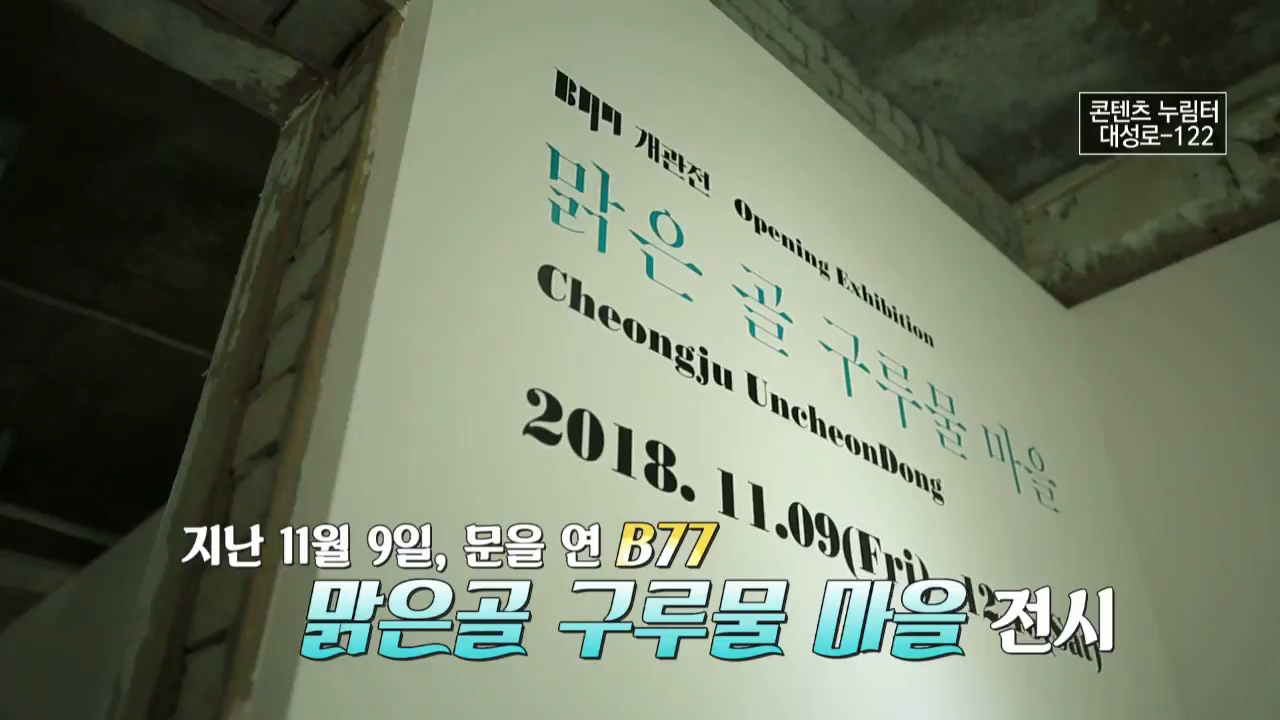 콘텐츠 누림터
대성로-122
B77 개관전 Opening Exhibition
맑은 골 구루물 마을
Cheongju UncheonDong
2018. 11.09(Fri)
지난 11월 9일, 문을 연 B77
맑은골 구루물 마을 전시